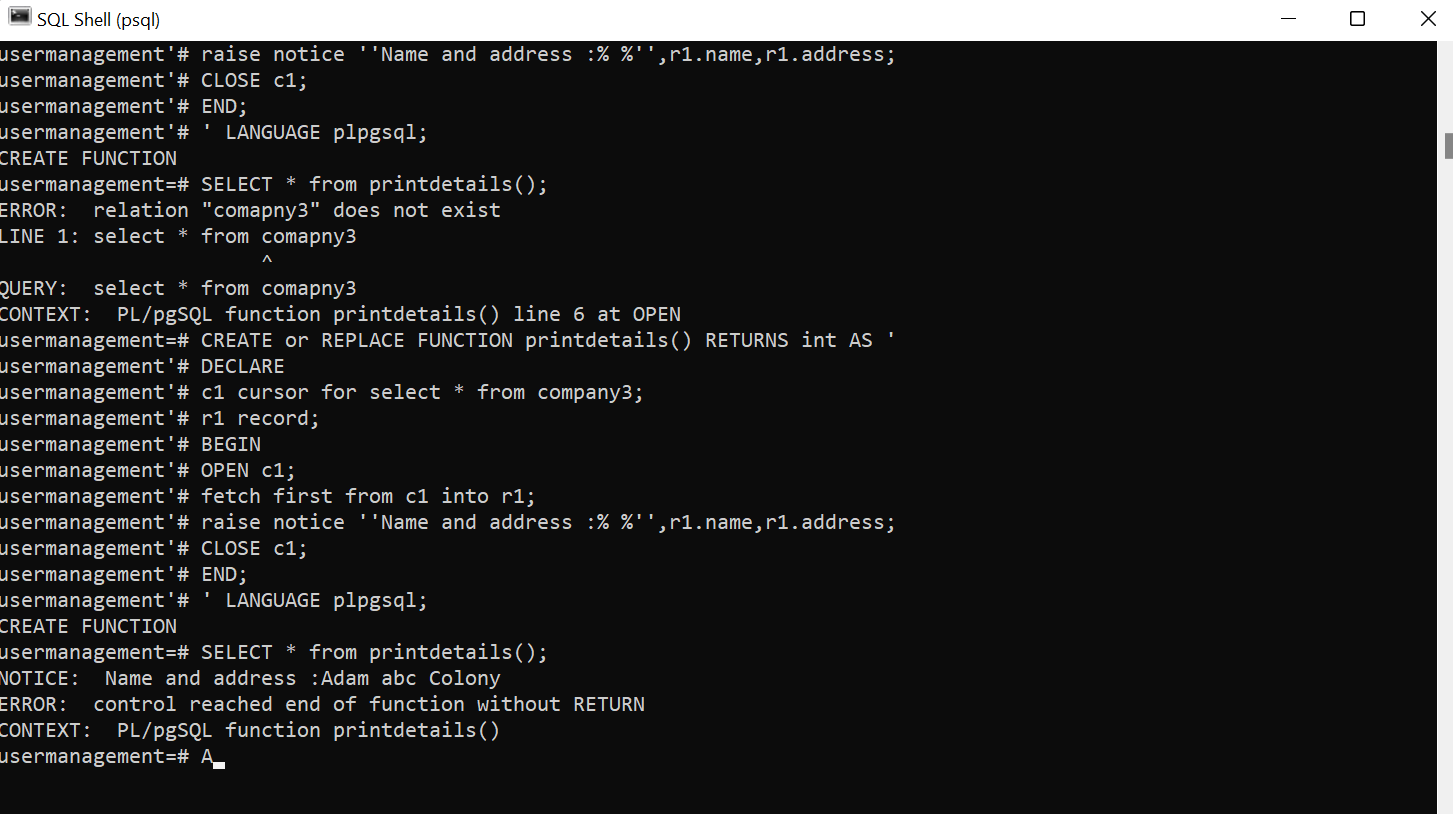 SQL Shell (psql)
usermanagement'# raise notice ''Name and address :% %'',r1.name,r1.address;
usermanagement'# CLOSE c1;
usermanagement'# END;
usermanagement'# ' LANGUAGE plpgsql;
CREATE FUNCTION
usermanagement=# SELECT * from printdetails();
ERROR:  relation "comapny3" does not exist
LINE 1: select * from comapny3
                      ^
QUERY:  select * from comapny3
CONTEXT:  PL/pgSQL function printdetails() line 6 at OPEN
usermanagement=# CREATE or REPLACE FUNCTION printdetails() RETURNS int AS '
usermanagement'# DECLARE
usermanagement'# c1 cursor for select * from company3;
usermanagement'# r1 record;
usermanagement'# BEGIN
usermanagement'# OPEN c1;
usermanagement'# fetch first from c1 into r1;
usermanagement'# raise notice ''Name and address :% %'',r1.name,r1.address;
usermanagement'# CLOSE c1;
usermanagement'# END;
usermanagement'# ' LANGUAGE plpgsql;
CREATE FUNCTION
usermanagement=# SELECT * from printdetails();
NOTICE:  Name and address :Adam abc Colony
ERROR:  control reached end of function without RETURN
CONTEXT:  PL/pgSQL function printdetails()
usermanagement=# A